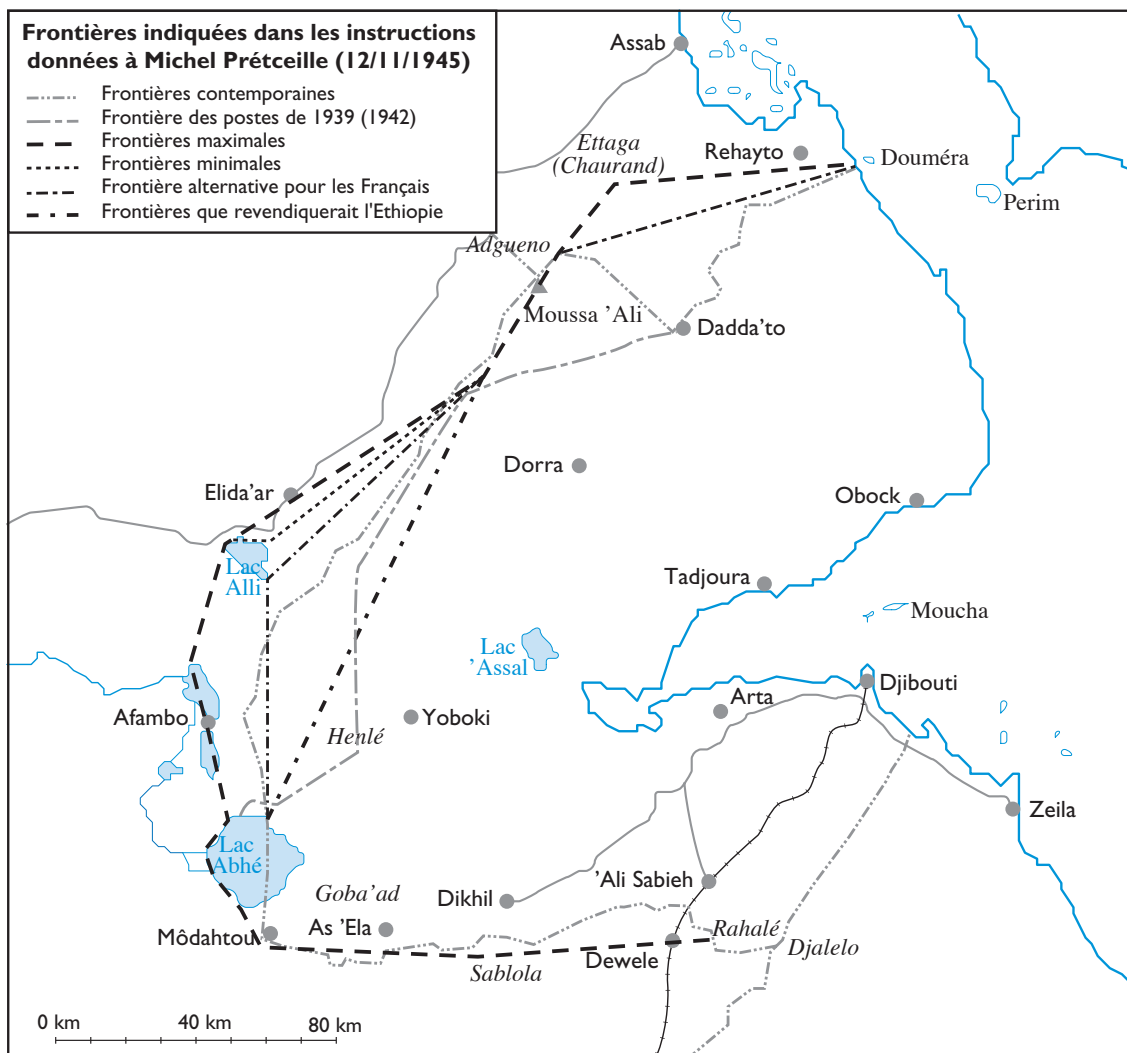 Frontières indiquées dans les instructions
données à Michel Prétceille (12/11/1945)
Frontières contemporaines
Frontière des postes de 1939 (1942)
Frontières maximales
Frontières minimales
Frontière alternative pour les Français
Frontières que revendiquerait l'Ethiopie
Assab
Ettaga
(Chaurand)
Rehayto
Douméra
Perim
Adgueno
Moussa ’Ali
Dadda’to
Dorra
Elida’ar
Obock
Lac
Alli
Tadjoura
Moucha
Lac
’Assal
Djibouti
Arta
Afambo
Yoboki
Henlé
Zeila
Lac
Abhé
’Ali Sabieh
Goba’ad
Dikhil
As ’Ela
Môdahtou
Rahalé
Djalelo
Dewele
Sablola
0 km
40 km
80 km